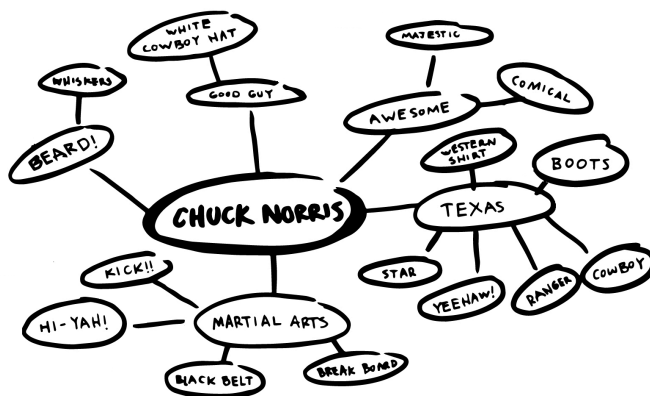 WHITE
COWBOY HAT
MAJESTIC
WHISKERS
GOOD GUY
COMICAL
AWESOME
BEARD!
WESTERN
SHIRT
BOOTS
CHUCK NORRIS
TEXAS
KICK!!
STAR
COWBOY
YEEHAW!
RANGER
HI-YAH!
MARTIAL ARTS
BLACK BELT
BREAK BOARD